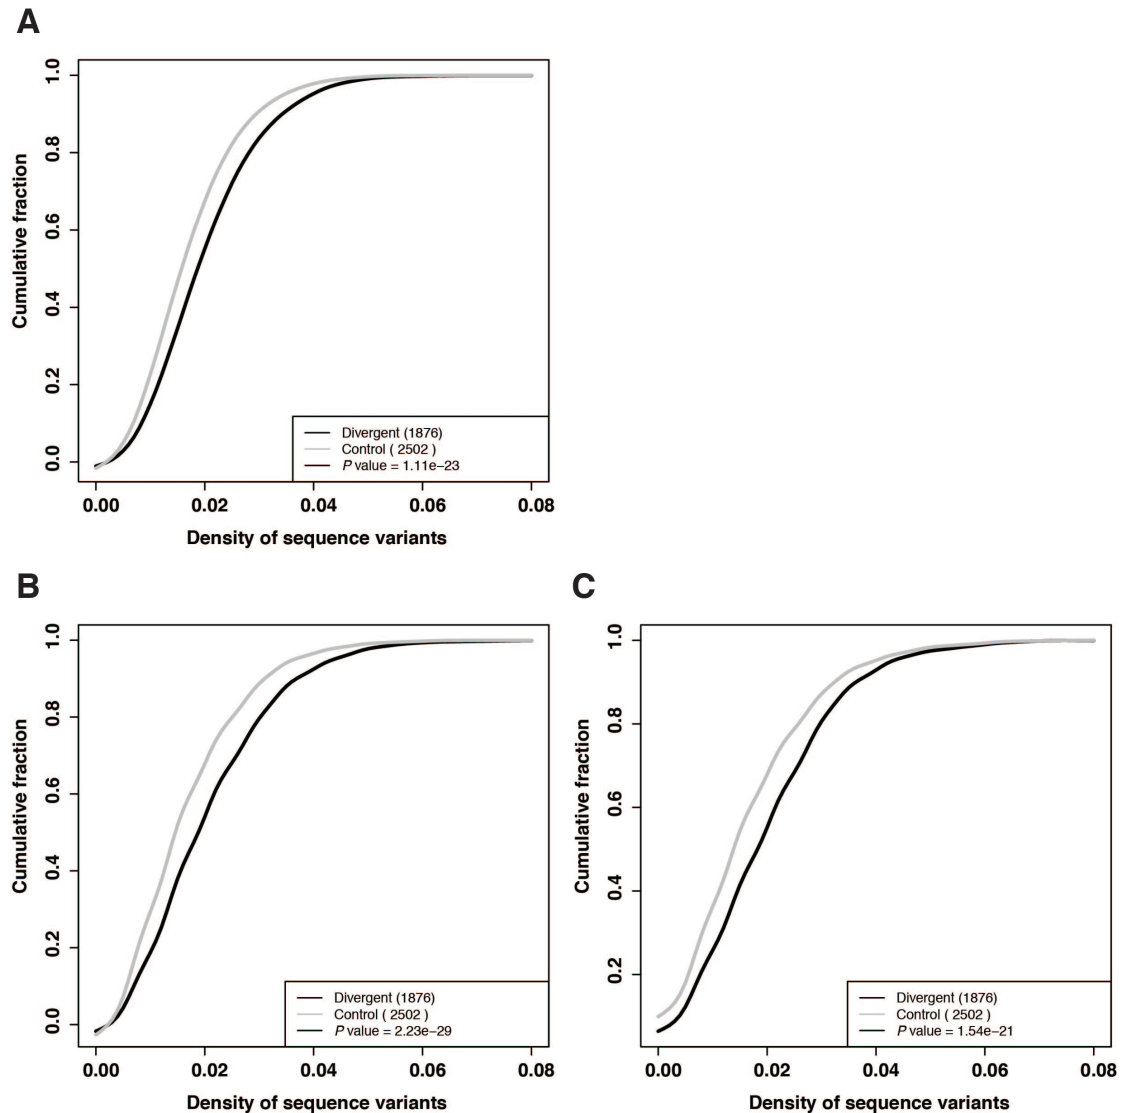 A
Cumulative fraction
1.0
0.8
0.6
0.4
0.2
0.0
Divergent (1876)
Control ( 2502 )
P value = 1.11e−23
0.00 0.02 0.04 0.06 0.08
Density of sequence variants
B
Cumulative fraction
1.0
0.8
0.6
0.4
0.2
0.0
Divergent (1876)
Control ( 2502 )
P value = 2.23e−29
0.00 0.02 0.04 0.06 0.08
Density of sequence variants
C
Cumulative fraction
1.0
0.8
0.6
0.4
0.2
Divergent (1876)
Control ( 2502 )
P value = 1.54e−21
0.00 0.02 0.04 0.06 0.08
Density of sequence variants